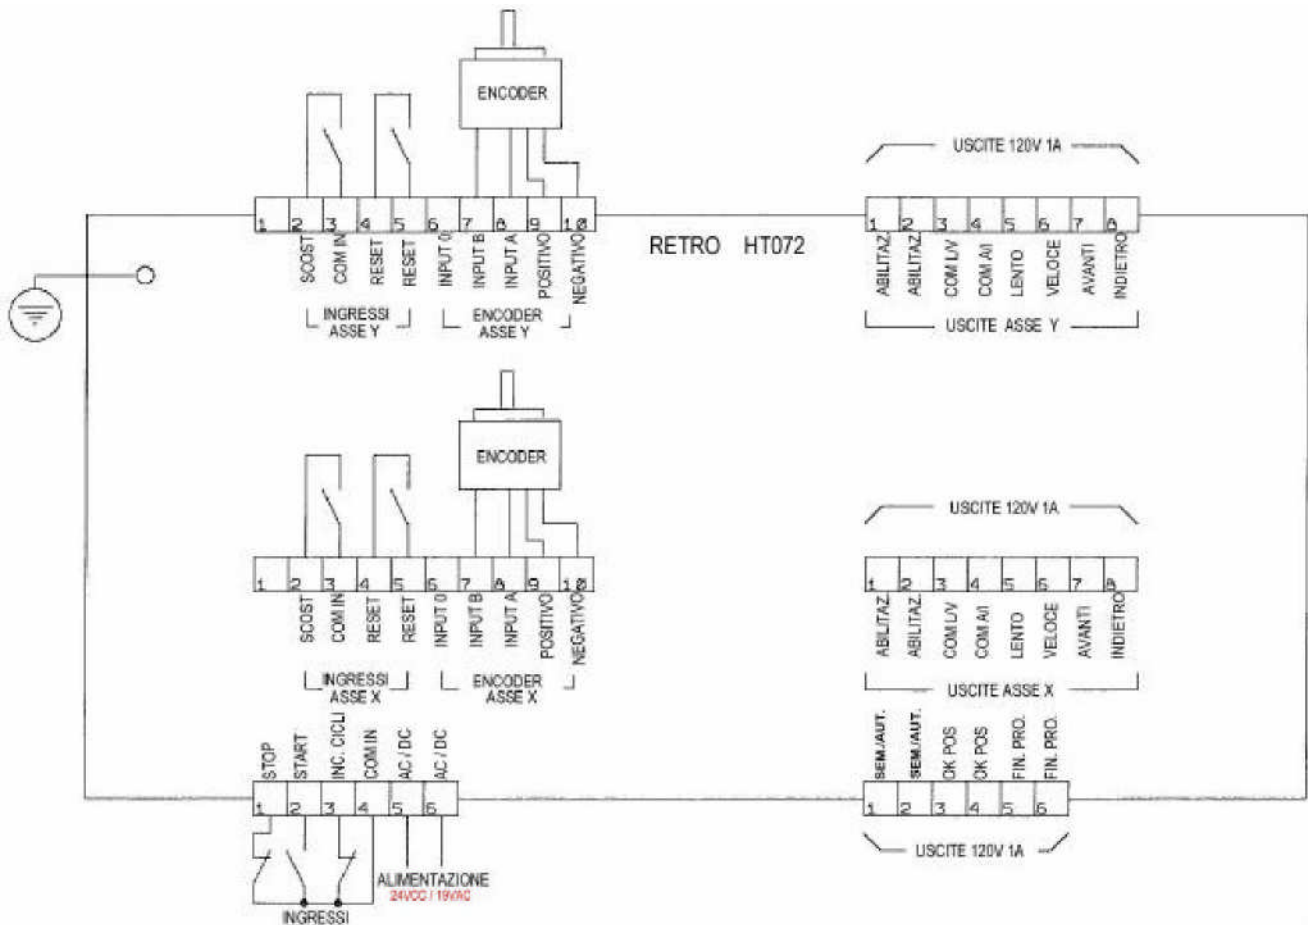 ENCODER
USCITE 120V 1A
1 2 3 4 5 6 7 8 9 10
1 2 3 4 5 6 7 8
RETRO HT072
SCOST
COM IN
RESET
RESET
INPUT 0
INPUT B
INPUT A
POSITIVO
NEGATIVO
ABILITAZ.
ABILITAZ.
COM L/V
COM A/I
LENTO
VELOCE
AVANTI
INDIETRO
INGRESSI
ASSE Y
ENCODER
ASSE Y
USCITE ASSE Y
ENCODER
USCITE 120V 1A
1 2 3 4 5 6 7 8 9 10
1 2 3 4 5 6 7 8
SCOST
COM IN
RESET
RESET
INPUT 0
INPUT B
INPUT A
POSITIVO
NEGATIVO
ABILITAZ.
ABILITAZ.
COM L/V
COM A/I
LENTO
VELOCE
AVANTI
INDIETRO
INGRESSI
ASSE X
ENCODER
ASSE X
USCITE ASSE X
STOP
START
INC. CICLI
COM IN
AC / DC
AC / DC
SEM./AUT.
SEM./AUT.
OK POS
OK POS
FIN. PRO.
FIN. PRO.
1 2 3 4 5 6
1 2 3 4 5 6
USCITE 120V 1A
ALIMENTAZIONE
24VCC / 19VAC
INGRESSI